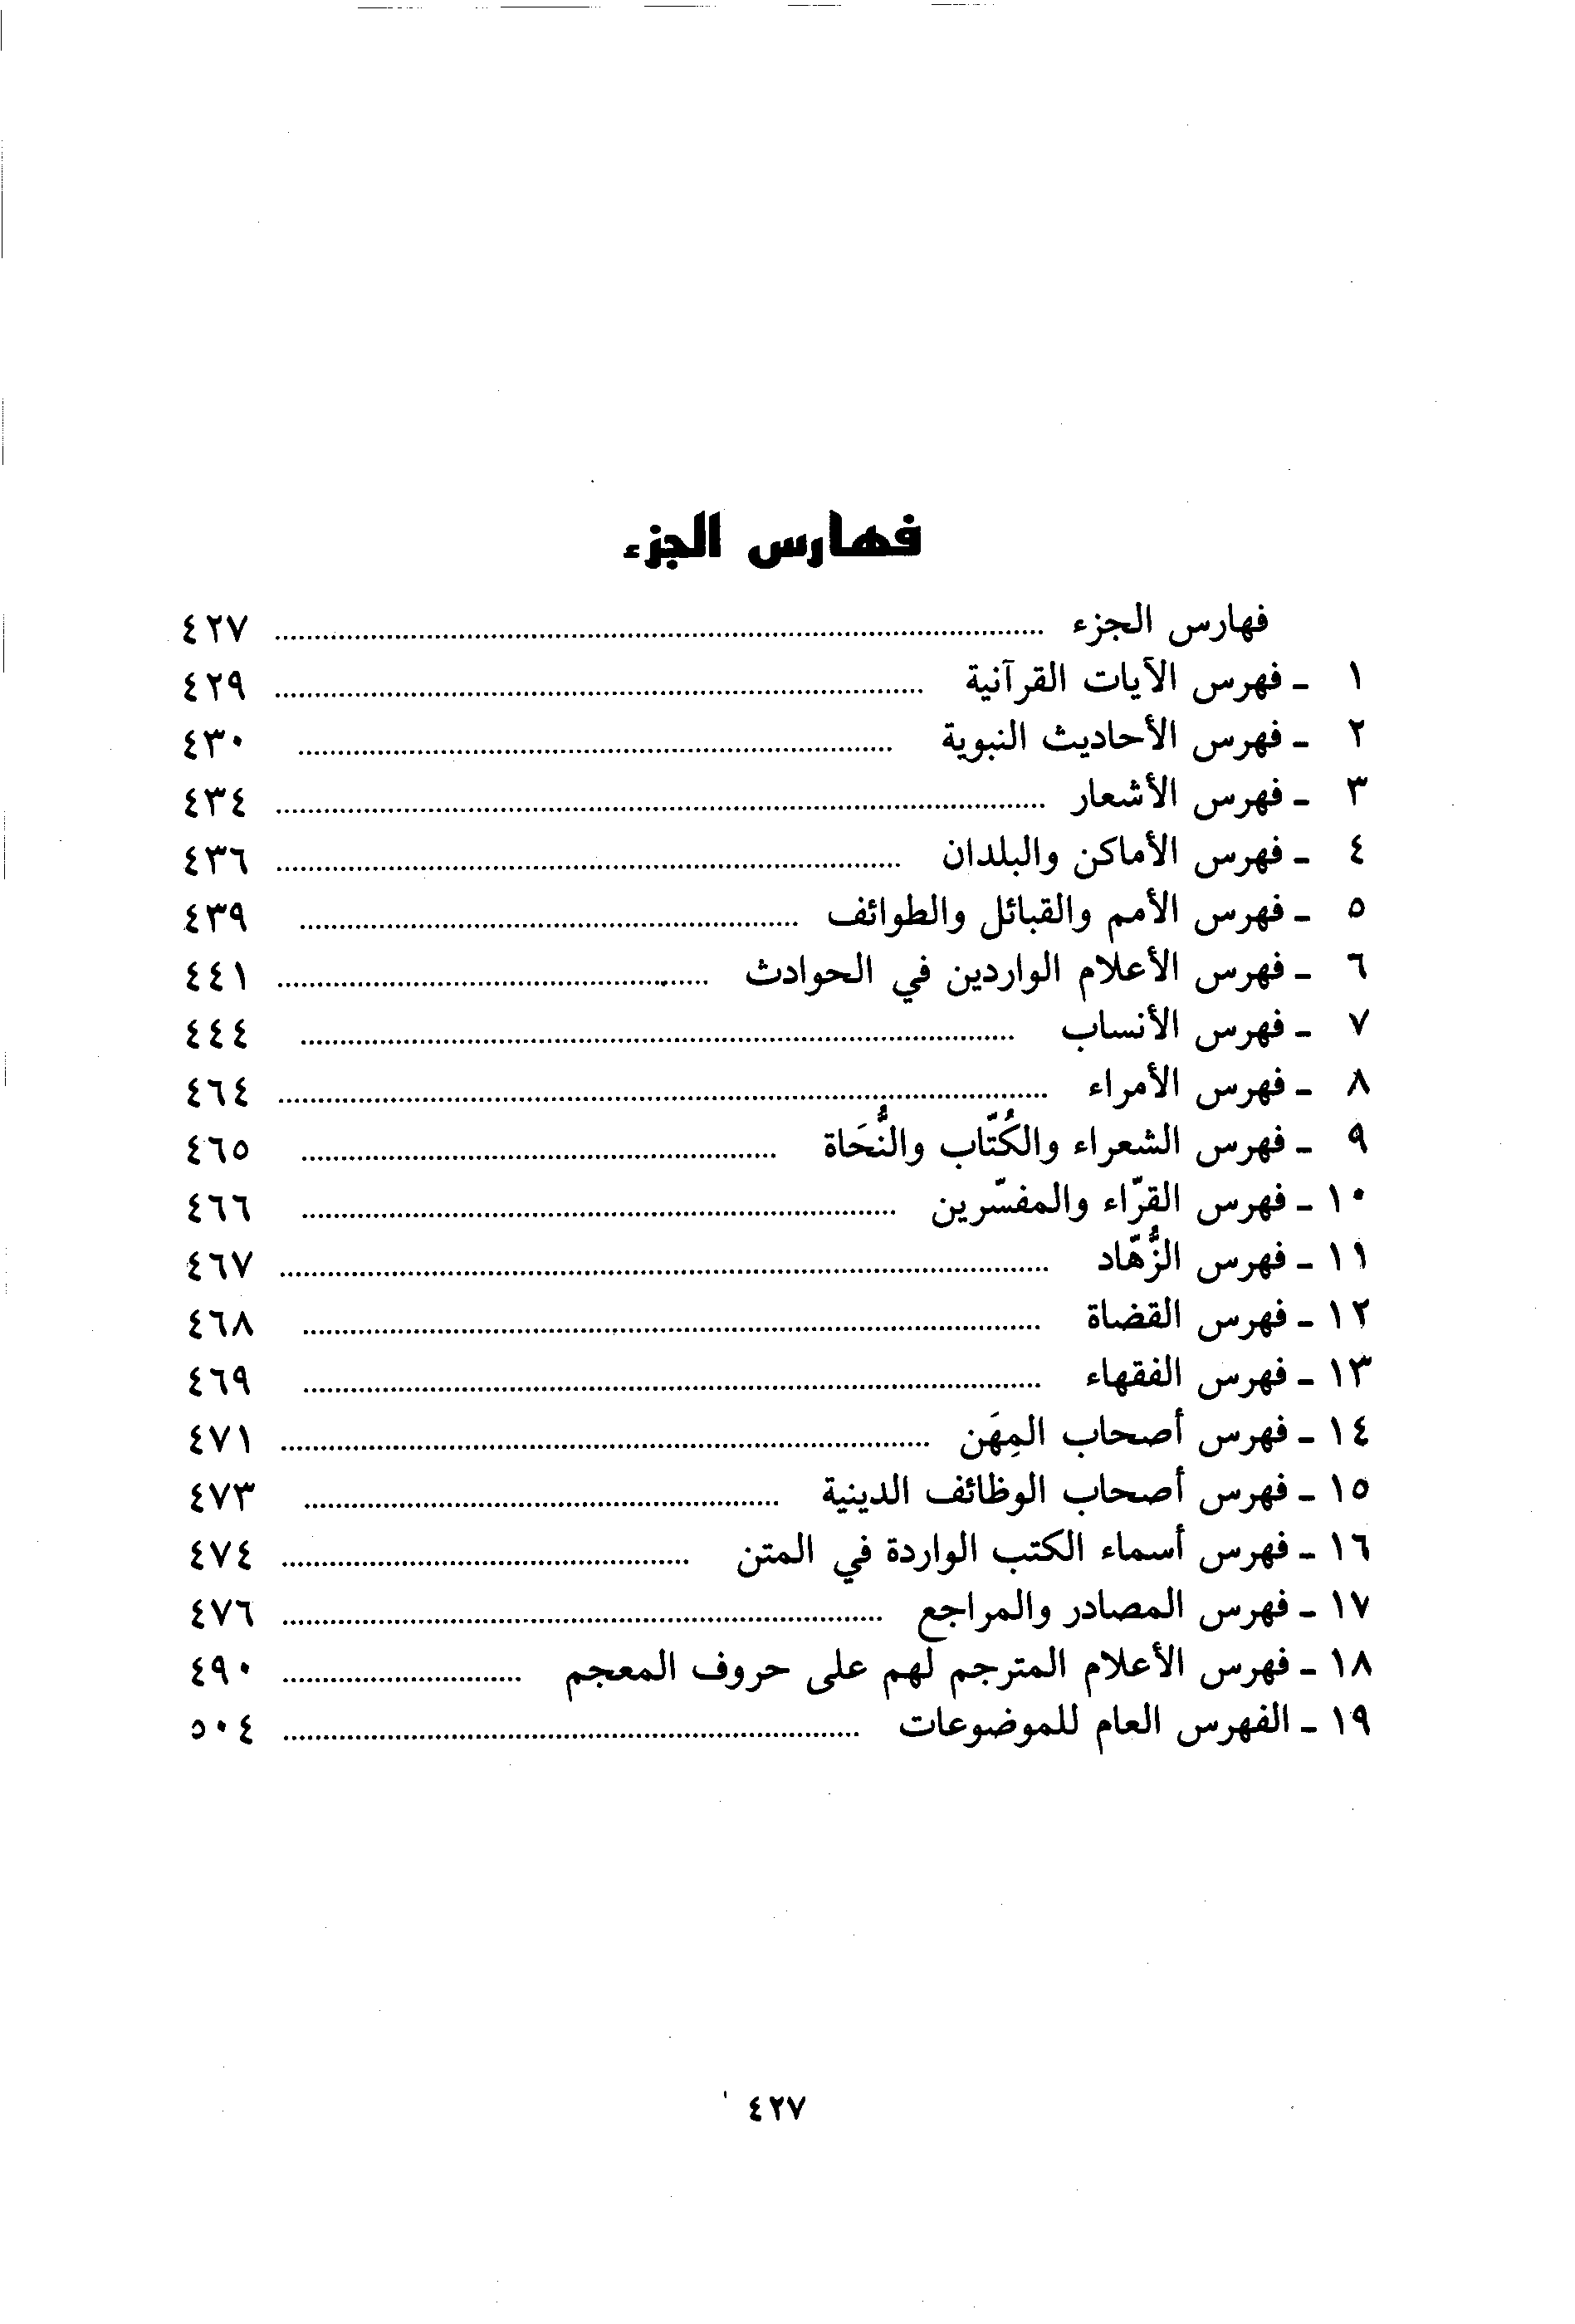 فهارس الجزء
فهارس الجزء ........ ٤٢٧
١ - فهرس الآيات القرآنية ........ ٤٢٩
٢ - فهرس الأحاديث النبوية ........ ٤٣٠
٣ - فهرس الأشعار ........ ٤٣٤
٤ - فهرس الأماكن والبلدان ........ ٤٣٦
٥ - فهرس الأمم والقبائل والطوائف ........ ٤٣٩
٦ - فهرس الأعلام الواردين في الحوادث ........ ٤٤١
٧ - فهرس الأنساب ........ ٤٤٤
٨ - فهرس الأمراء ........ ٤٦٤
٩ - فهرس الشعراء والكُتّاب والنُّحَاة ........ ٤٦٥
١٠ - فهرس القرّاء والمفسّرين ........ ٤٦٦
١١ - فهرس الزُّهّاد ........ ٤٦٧
١٢ - فهرس القضاة ........ ٤٦٨
١٣ - فهرس الفقهاء ........ ٤٦٩
١٤ - فهرس أصحاب المِهَن ........ ٤٧١
١٥ - فهرس أصحاب الوظائف الدينية ........ ٤٧٣
١٦ - فهرس أسماء الكتب الواردة في المتن ........ ٤٧٤
١٧ - فهرس المصادر والمراجع ........ ٤٧٦
١٨ - فهرس الأعلام المترجم لهم على حروف المعجم ........ ٤٩٠
١٩ - الفهرس العام للموضوعات ........ ٥٠٤
٤٢٧